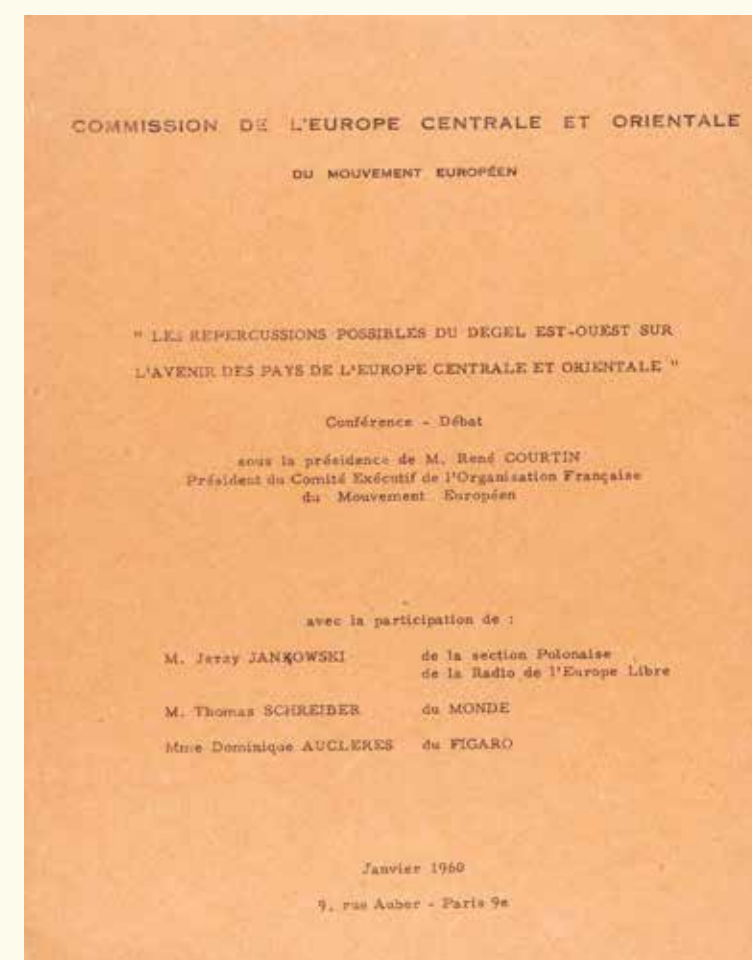 COMMISSION DE L'EUROPE CENTRALE ET ORIENTALE
DU MOUVEMENT EUROPÉEN
" LES REPERCUSSIONS POSSIBLES DU DEGEL EST-OUEST SUR
L'AVENIR DES PAYS DE L'EUROPE CENTRALE ET ORIENTALE "
Conférence - Débat
sous la présidence de M. René COURTIN
Président du Comité Exécutif de l'Organisation Française
du Mouvement Européen
avec la participation de :
M. Jerzy JANKOWSKI de la section Polonaise
de la Radio de l'Europe Libre
M. Thomas SCHREIBER du MONDE
Mme Dominique AUCLERES du FIGARO
Janvier 1960
9, rue Auber - Paris 9e